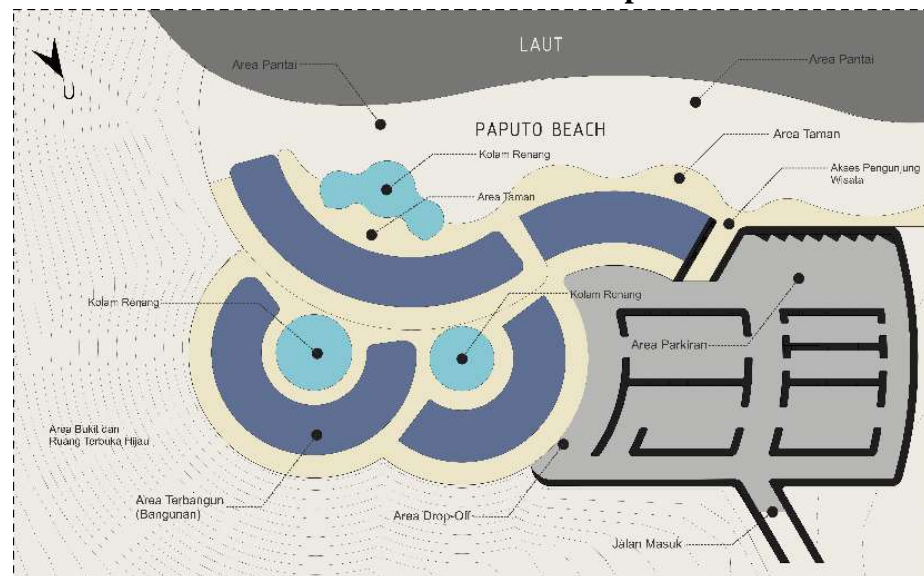 LAUT
Area Pantai
Area Pantai
PAPUTO BEACH
Area Taman
Kolam Renang
Akses Pengunjung
Wisata
Area Taman
Kolam Renang
Kolam Renang
Area Parkiran
Area Bukit dan
Ruang Terbuka Hijau
Area Terbangun
(Bangunan)
Area Drop-Off
Jalan Masuk